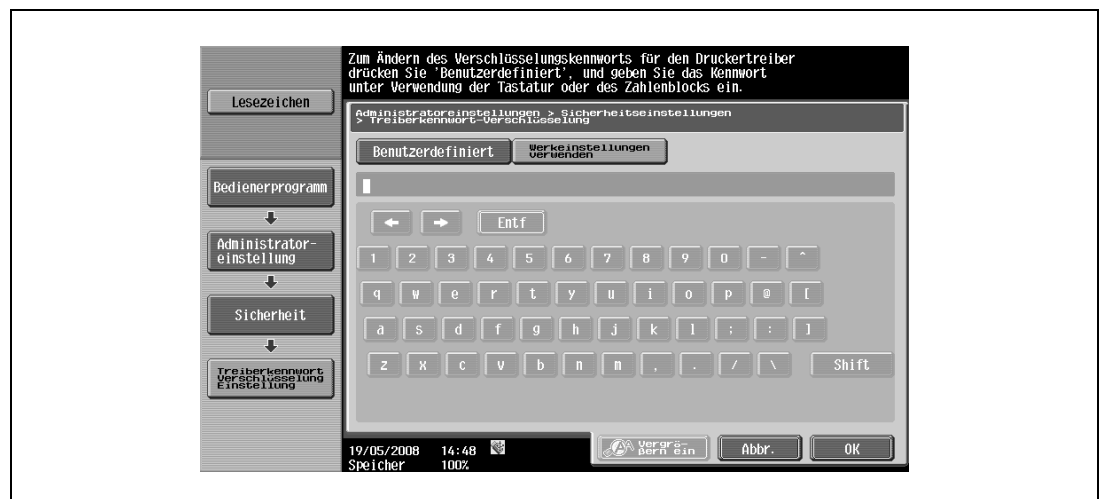 Zum Ändern des Verschlüsselungskennworts für den Druckertreiber
drücken Sie 'Benutzerdefiniert', und geben Sie das Kennwort
unter Verwendung der Tastatur oder des Zahlenblocks ein.
Lesezeichen
Administratoreinstellungen > Sicherheitseinstellungen
> Treiberkennwort-Verschlüsselung
Benutzerdefiniert
Werkeinstellungen
verwenden
Bedienerprogramm
Administrator-
einstellung
Sicherheit
Treiberkennwort
Verschlüsselung
Einstellung
Entf
1 2 3 4 5 6 7 8 9 0 - ^
q w e r t y u i o p @ [
a s d f g h j k l ; : ]
z x c v b n m , . / \ Shift
19/05/2008 14:48
Speicher 100%
Vergrö-
ßern ein
Abbr.
OK